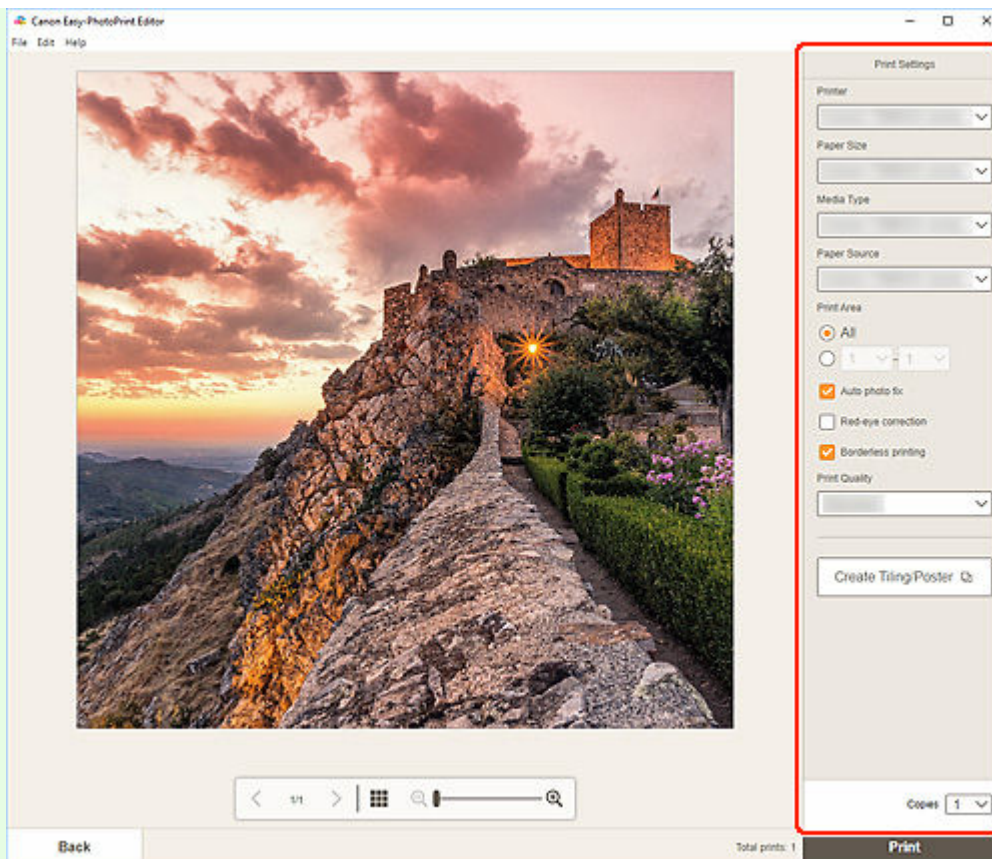 Canon Easy-PhotoPrint Editor
File Edit Help
Print Settings
Printer
Paper Size
Media Type
Paper Source
Print Area
All
1 - 1
Auto photo fix
Red-eye correction
Borderless printing
Print Quality
Create Tiling/Poster
1/1
Copies 1
Back
Total prints: 1
Print